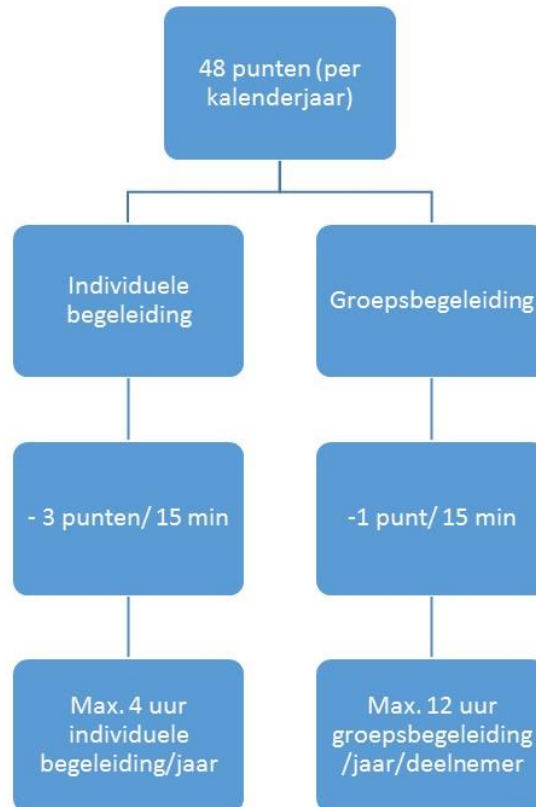 48 punten (per
kalenderjaar)
Individuele
begeleiding
Groepsbegeleiding
- 3 punten/ 15 min
-1 punt/ 15 min
Max. 4 uur
individuele
begeleiding/jaar
Max. 12 uur
groepsbegeleiding
/jaar/deelnemer